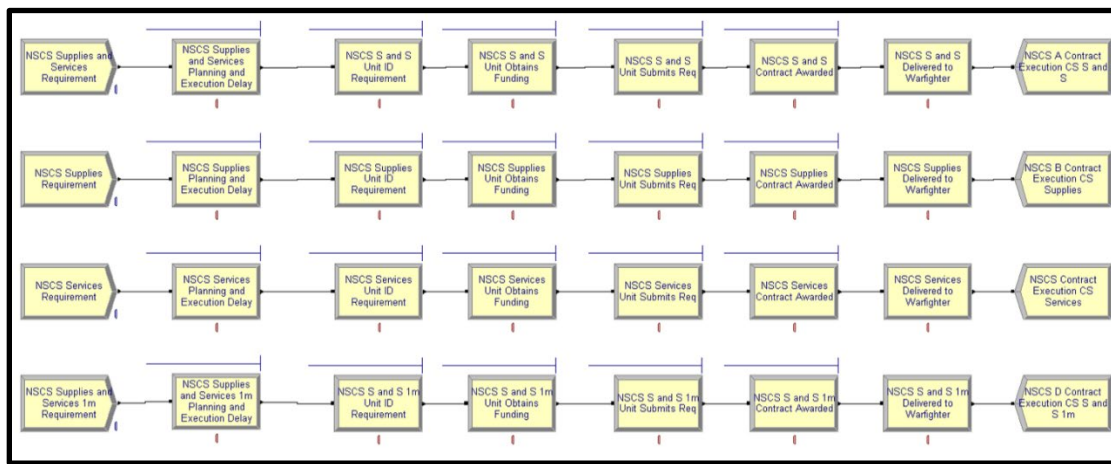 NSCS Supplies and
Services
Requirement
NSCS Supplies
and Services
Planning and
Execution Delay
NSCS S and S
Unit ID
Requirement
NSCS S and S
Unit Obtains
Funding
NSCS S and S
Unit Submits Req
NSCS S and S
Contract Awarded
NSCS S and S
Delivered to
Warfighter
NSCS A Contract
Execution CS S and
S
NSCS Supplies
Requirement
NSCS Supplies
Planning and
Execution Delay
NSCS Supplies
Unit ID
Requirement
NSCS Supplies
Unit Obtains
Funding
NSCS Supplies
Unit Submits Req
NSCS Supplies
Contract Awarded
NSCS Supplies
Delivered to
Warfighter
NSCS B Contract
Execution CS
Supplies
NSCS Services
Requirement
NSCS Services
Planning and
Execution Delay
NSCS Services
Unit ID
Requirement
NSCS Services
Unit Obtains
Funding
NSCS Services
Unit Submits Req
NSCS Services
Contract Awarded
NSCS Services
Delivered to
Warfighter
NSCS Contract
Execution CS
Services
NSCS Supplies and
Services 1m
Requirement
NSCS Supplies
and Services 1m
Planning and
Execution Delay
NSCS S and S 1m
Unit ID
Requirement
NSCS S and S 1m
Unit Obtains
Funding
NSCS S and S 1m
Unit Submits Req
NSCS S and S 1m
Contract Awarded
NSCS S and S 1m
Delivered to
Warfighter
NSCS D Contract
Execution CS S and
S 1m